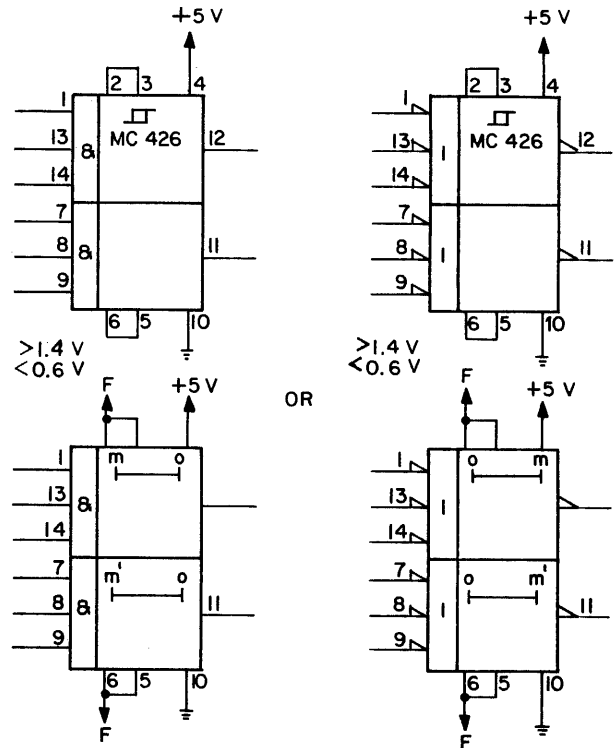 +5 V +5 V
2 3 4 2 3 4
1 1
MC 426 MC 426
13 & 12 13 1 12
14 14
7 7
8 & 11 8 1 11
9 9
6 5 10 6 5 10
>1.4 V >1.4 V
<0.6 V <0.6 V
F +5 V F +5 V
OR
1 m o 1 o m
13 & 13 1
14 14
7 m' o 7 o m'
8 & 11 8 1 11
9 9
6 5 10 6 5 10
F F